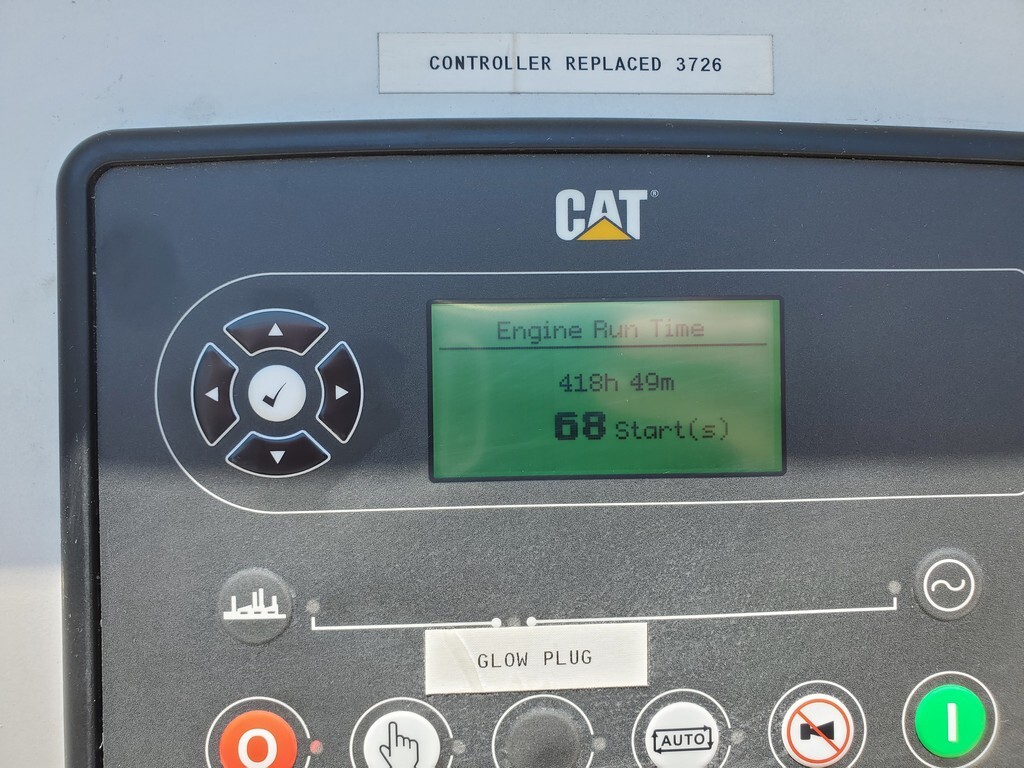 CONTROLLER REPLACED 3726
CAT®
Engine Run Time
418h 49m
68 Start(s)
GLOW PLUG
O
AUTO
I